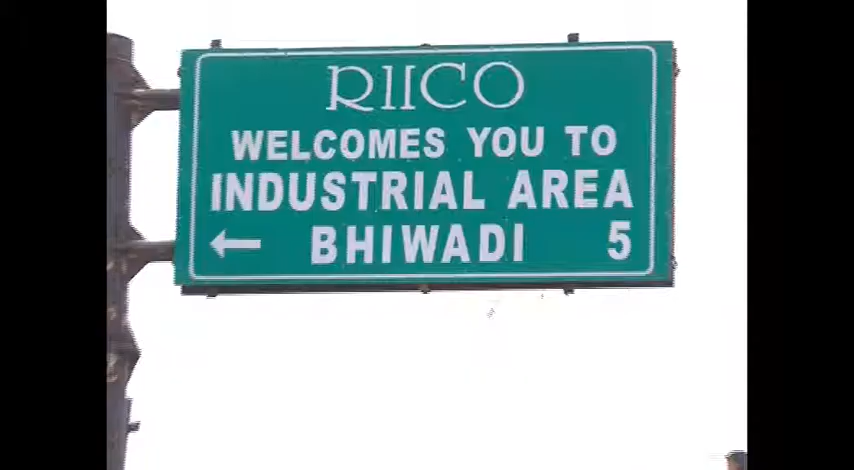 RIICO
WELCOMES YOU TO
INDUSTRIAL AREA
← BHIWADI 5